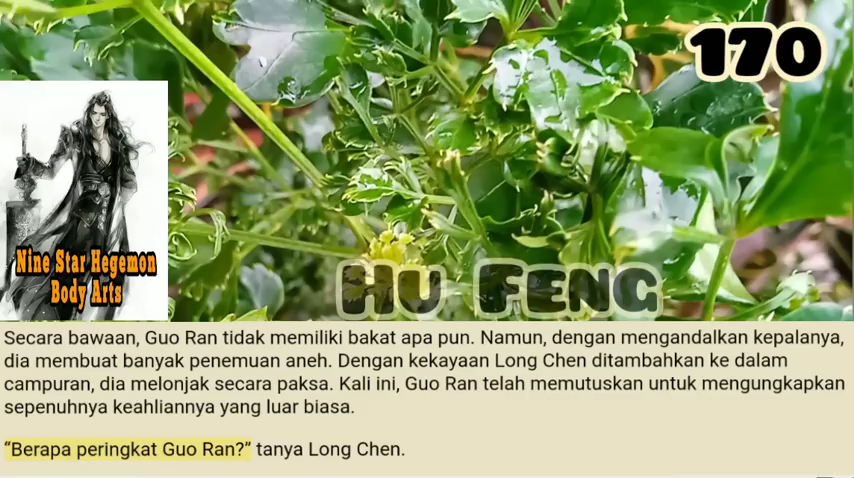 170
Nine Star Hegemon
Body Arts
Hu Feng
Secara bawaan, Guo Ran tidak memiliki bakat apa pun. Namun, dengan mengandalkan kepalanya,
dia membuat banyak penemuan aneh. Dengan kekayaan Long Chen ditambahkan ke dalam
campuran, dia melonjak secara paksa. Kali ini, Guo Ran telah memutuskan untuk mengungkapkan
sepenuhnya keahliannya yang luar biasa.
“Berapa peringkat Guo Ran?” tanya Long Chen.